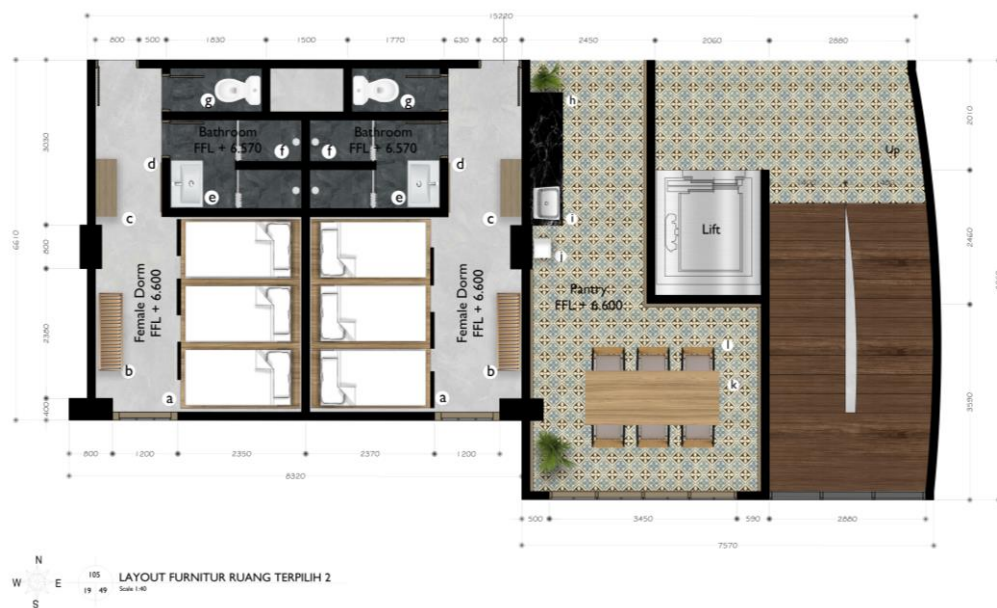 15220
800 500 1830 1500 1770 630 800 2450 2060 2880
g g h
Bathroom Bathroom
FFL + 6.570 FFL + 6.570
f f
d d
e e
c c
i
j
Up
Lift
3030
800
6610
2380
400
2010
2460
3590
Female Dorm
FFL + 6.600
Female Dorm
FFL + 6.600
Pantry
FFL + 6.600
b b
a a
l
k
800 1200 2350 2370 1200
8320
500 3450 590 2880
7570
N
W E
S
105
19 49
LAYOUT FURNITUR RUANG TERPILIH 2
Scale 1:40